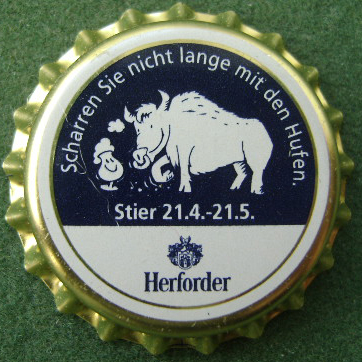 Scharren Sie nicht lange mit den Hufen.
Stier 21.4.-21.5.
Herforder